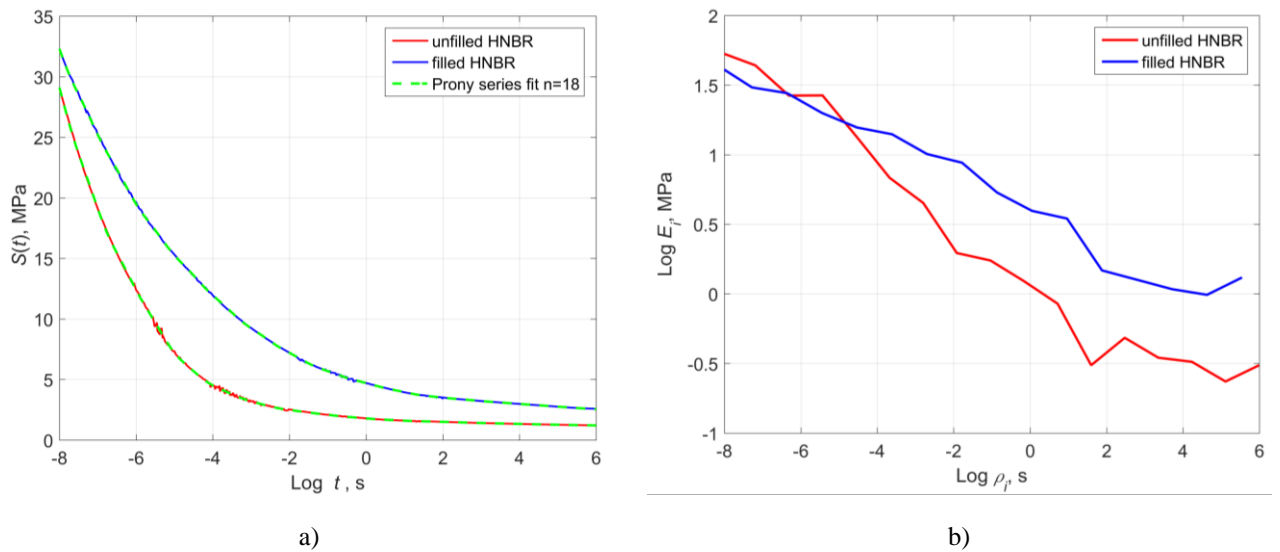 35
30
25
20
15
10
5
0
-8
-6
-4
-2
0
2
4
6
S(t), MPa
Log t , s
unfilled HNBR
filled HNBR
Prony series fit n=18
a)
2
1.5
1
0.5
0
-0.5
-1
-8
-6
-4
-2
0
2
4
6
Log Ei, MPa
Log ρi, s
unfilled HNBR
filled HNBR
b)